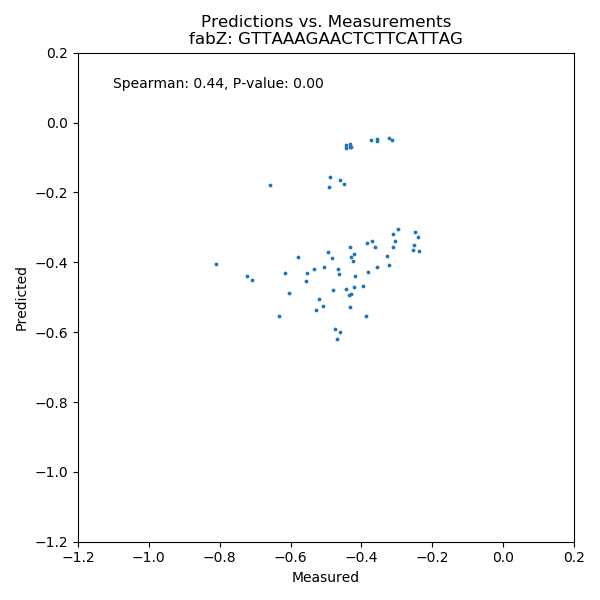 Predictions vs. Measurements
fabZ: GTTAAAGAACTCTTCATTAG
Spearman: 0.44, P-value: 0.00
0.2
0.0
−0.2
−0.4
−0.6
−0.8
−1.0
−1.2
Predicted
−1.2 −1.0 −0.8 −0.6 −0.4 −0.2 0.0 0.2
Measured